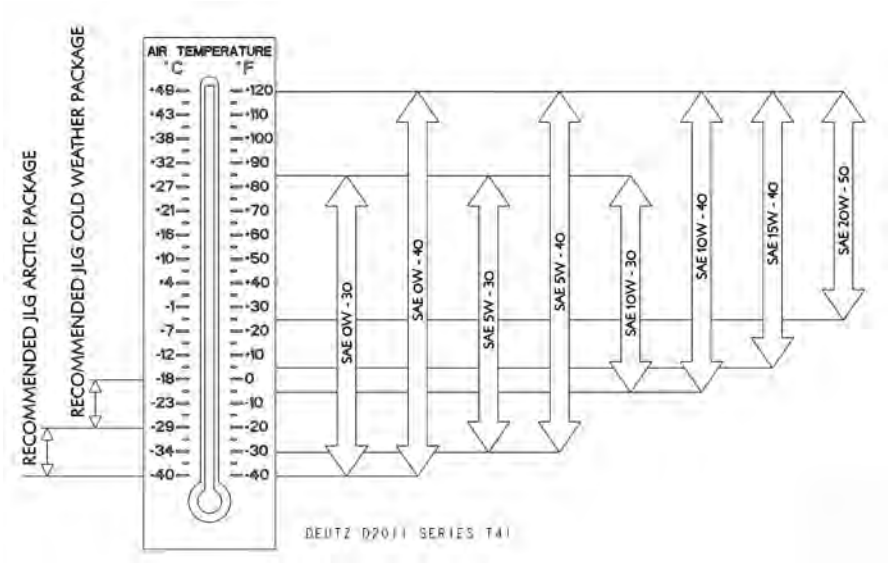 RECOMMENDED JLG ARCTIC PACKAGE
RECOMMENDED JLG COLD WEATHER PACKAGE
AIR TEMPERATURE
°C °F
+49 +120
+43 +110
+38 +100
+32 +90
+27 +80
+21 +70
+16 +60
+10 +50
+4 +40
-1 +30
-7 +20
-12 +10
-18 0
-23 -10
-29 -20
-34 -30
-40 -40
SAE 0W - 30
SAE 0W - 40
SAE 5W - 30
SAE 5W - 40
SAE 10W - 30
SAE 10W - 40
SAE 15W - 40
SAE 20W - 50
DEUTZ D2011 SERIES T4I